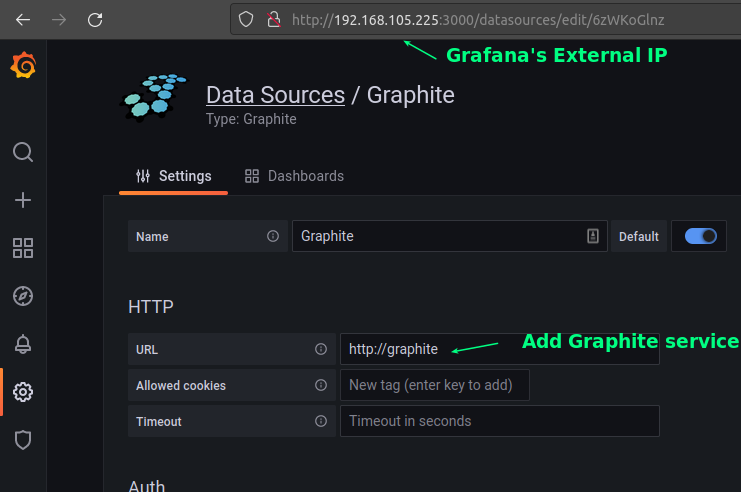 http://192.168.105.225:3000/datasources/edit/6zWKoGlnz
Grafana's External IP
Data Sources / Graphite
Type: Graphite
Settings
Dashboards
Name
Graphite
Default
HTTP
URL
http://graphite
Add Graphite service
Allowed cookies
New tag (enter key to add)
Timeout
Timeout in seconds
Auth